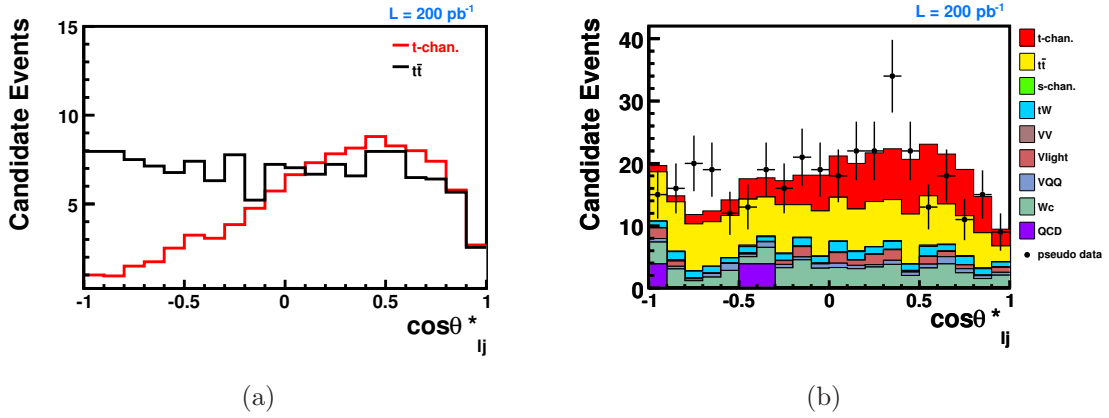 L = 200 pb⁻¹
Candidate Events
15
10
5
t-chan.
tt̄
-1 -0.5 0 0.5 1
cosθ*lj
(a)
L = 200 pb⁻¹
Candidate Events
40
30
20
10
0
-1 -0.5 0 0.5 1
cosθ*lj
t-chan.
tt̄
s-chan.
tW
VV
Vlight
VQQ
Wc
QCD
pseudo data
(b)